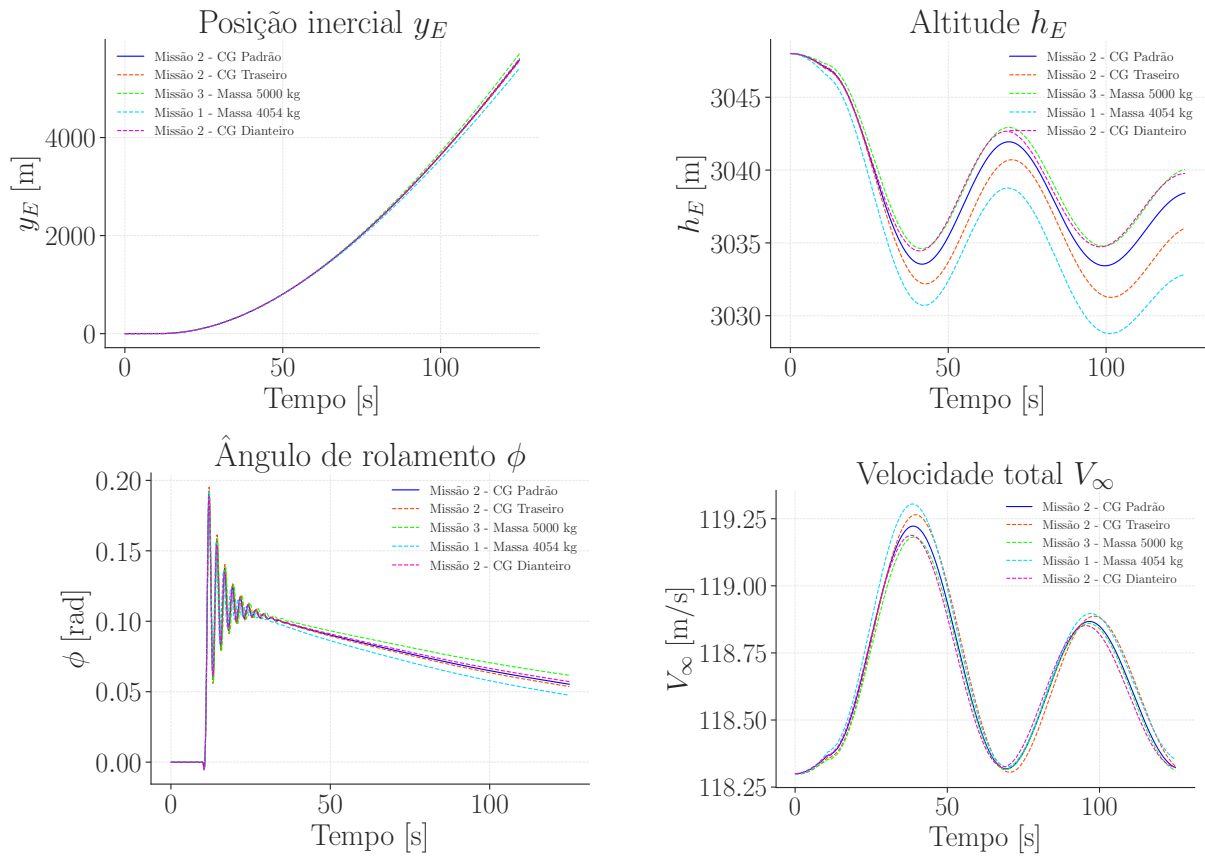 Posição inercial y_E
Missão 2 - CG Padrão
Missão 2 - CG Traseiro
Missão 3 - Massa 5000 kg
Missão 1 - Massa 4054 kg
Missão 2 - CG Dianteiro
y_E [m]
4000
2000
0
0 50 100
Tempo [s]
Altitude h_E
Missão 2 - CG Padrão
Missão 2 - CG Traseiro
Missão 3 - Massa 5000 kg
Missão 1 - Massa 4054 kg
Missão 2 - CG Dianteiro
h_E [m]
3045
3040
3035
3030
0 50 100
Tempo [s]
Ângulo de rolamento ϕ
Missão 2 - CG Padrão
Missão 2 - CG Traseiro
Missão 3 - Massa 5000 kg
Missão 1 - Massa 4054 kg
Missão 2 - CG Dianteiro
ϕ [rad]
0.20
0.15
0.10
0.05
0.00
0 50 100
Tempo [s]
Velocidade total V_∞
Missão 2 - CG Padrão
Missão 2 - CG Traseiro
Missão 3 - Massa 5000 kg
Missão 1 - Massa 4054 kg
Missão 2 - CG Dianteiro
V_∞ [m/s]
119.25
119.00
118.75
118.50
118.25
0 50 100
Tempo [s]